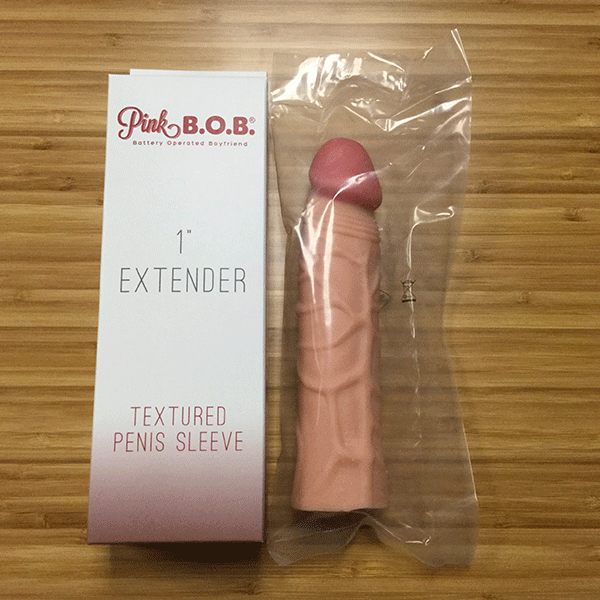 Pink B.O.B.®
Battery Operated Boyfriend
1"
EXTENDER
TEXTURED
PENIS SLEEVE